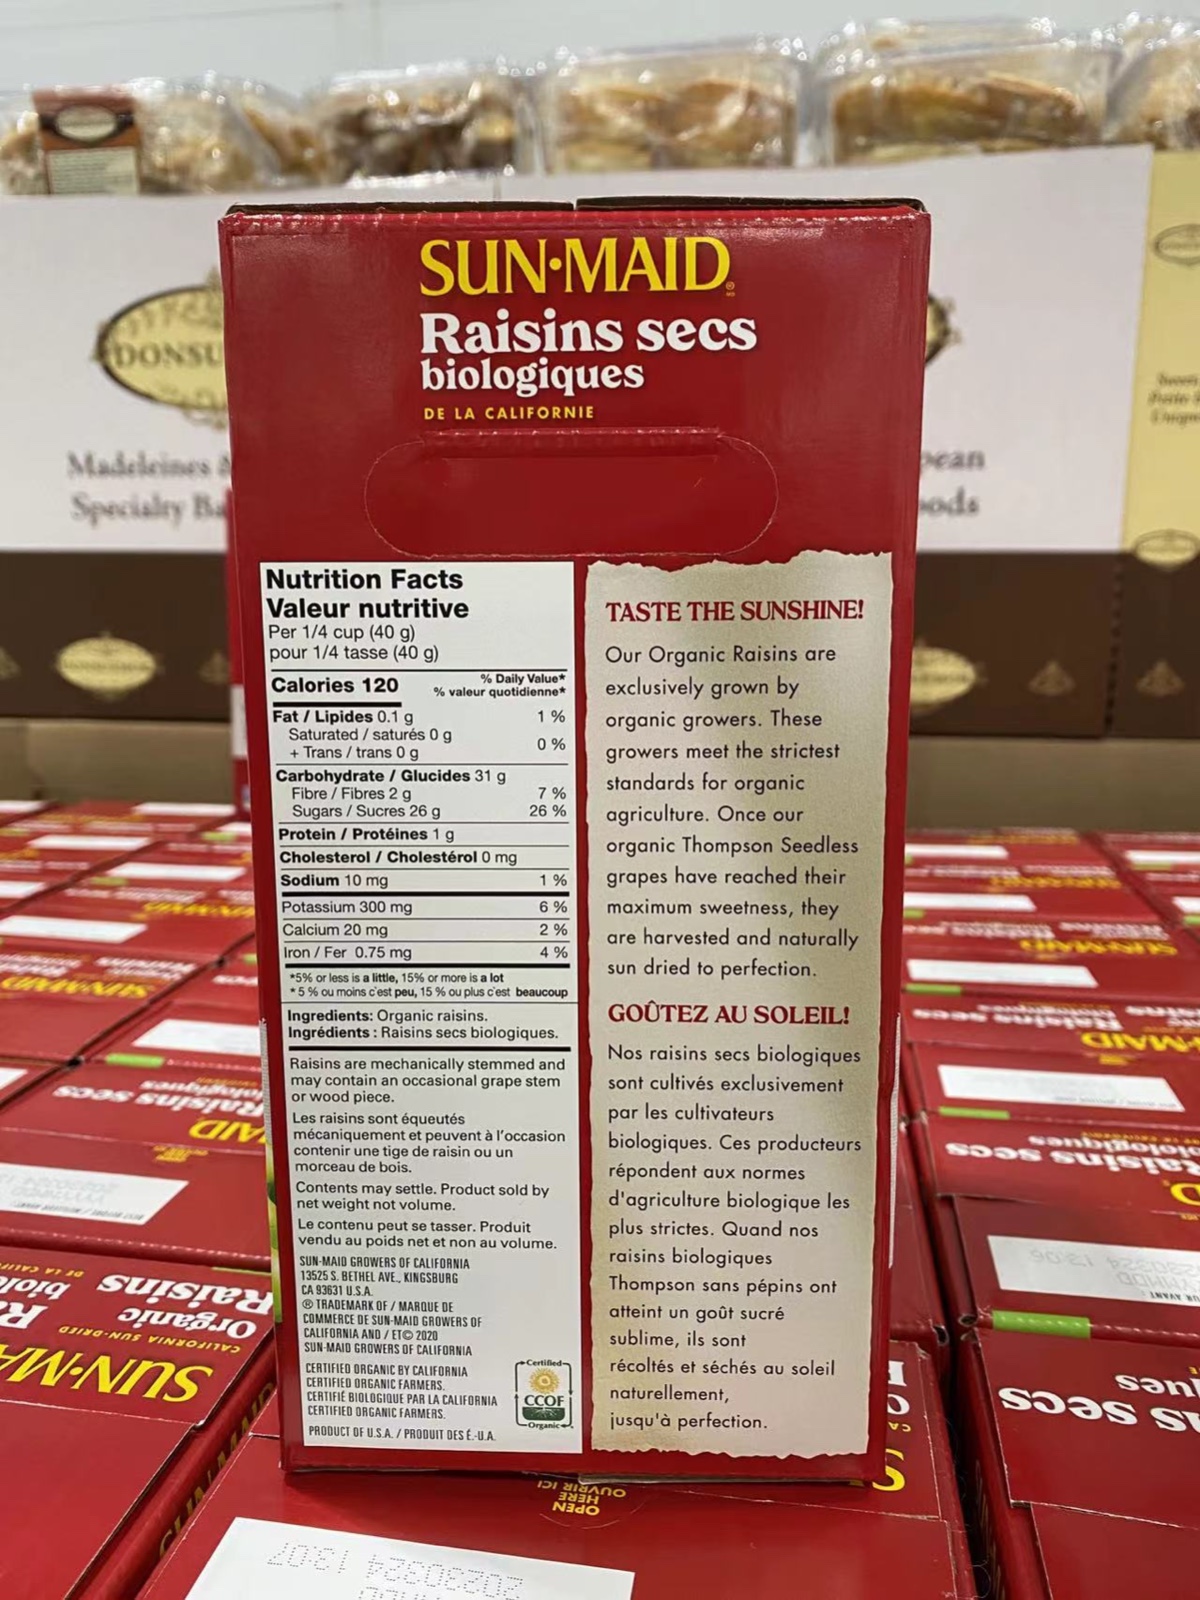 SUN•MAID®
Raisins secs
biologiques
DE LA CALIFORNIE
Nutrition Facts
Valeur nutritive
Per 1/4 cup (40 g)
pour 1/4 tasse (40 g)
Calories 120
% Daily Value*
% valeur quotidienne*
Fat / Lipides 0.1 g 1 %
Saturated / saturés 0 g
+ Trans / trans 0 g 0 %
Carbohydrate / Glucides 31 g
Fibre / Fibres 2 g 7 %
Sugars / Sucres 26 g 26 %
Protein / Protéines 1 g
Cholesterol / Cholestérol 0 mg
Sodium 10 mg 1 %
Potassium 300 mg 6 %
Calcium 20 mg 2 %
Iron / Fer 0.75 mg 4 %
*5% or less is a little, 15% or more is a lot
*5 % ou moins c'est peu, 15 % ou plus c'est beaucoup
Ingredients: Organic raisins.
Ingrédients : Raisins secs biologiques.
Raisins are mechanically stemmed and
may contain an occasional grape stem
or wood piece.
Les raisins sont équeutés
mécaniquement et peuvent à l'occasion
contenir une tige de raisin ou un
morceau de bois.
Contents may settle. Product sold by
net weight not volume.
Le contenu peut se tasser. Produit
vendu au poids net et non au volume.
SUN-MAID GROWERS OF CALIFORNIA
13525 S. BETHEL AVE., KINGSBURG
CA 93631 U.S.A.
® TRADEMARK OF / MARQUE DE
COMMERCE DE SUN-MAID GROWERS OF
CALIFORNIA AND / ET© 2020
SUN-MAID GROWERS OF CALIFORNIA
CERTIFIED ORGANIC BY CALIFORNIA
CERTIFIED ORGANIC FARMERS.
CERTIFIÉ BIOLOGIQUE PAR LA CALIFORNIA
CERTIFIED ORGANIC FARMERS.
PRODUCT OF U.S.A. / PRODUIT DES É.-U.A.
Certified
CCOF
Organic
TASTE THE SUNSHINE!
Our Organic Raisins are
exclusively grown by
organic growers. These
growers meet the strictest
standards for organic
agriculture. Once our
organic Thompson Seedless
grapes have reached their
maximum sweetness, they
are harvested and naturally
sun dried to perfection.
GOÛTEZ AU SOLEIL!
Nos raisins secs biologiques
sont cultivés exclusivement
par les cultivateurs
biologiques. Ces producteurs
répondent aux normes
d'agriculture biologique les
plus strictes. Quand nos
raisins biologiques
Thompson sans pépins ont
atteint un goût sucré
sublime, ils sont
récoltés et séchés au soleil
naturellement,
jusqu'à perfection.
Madeleines
Specialty
OPEN
HERE
OUVRIR ICI
20230324 13:07
SUN-MA
CALIFORNIA SUN-DRIED
Organic
Raisins
Raisins secs